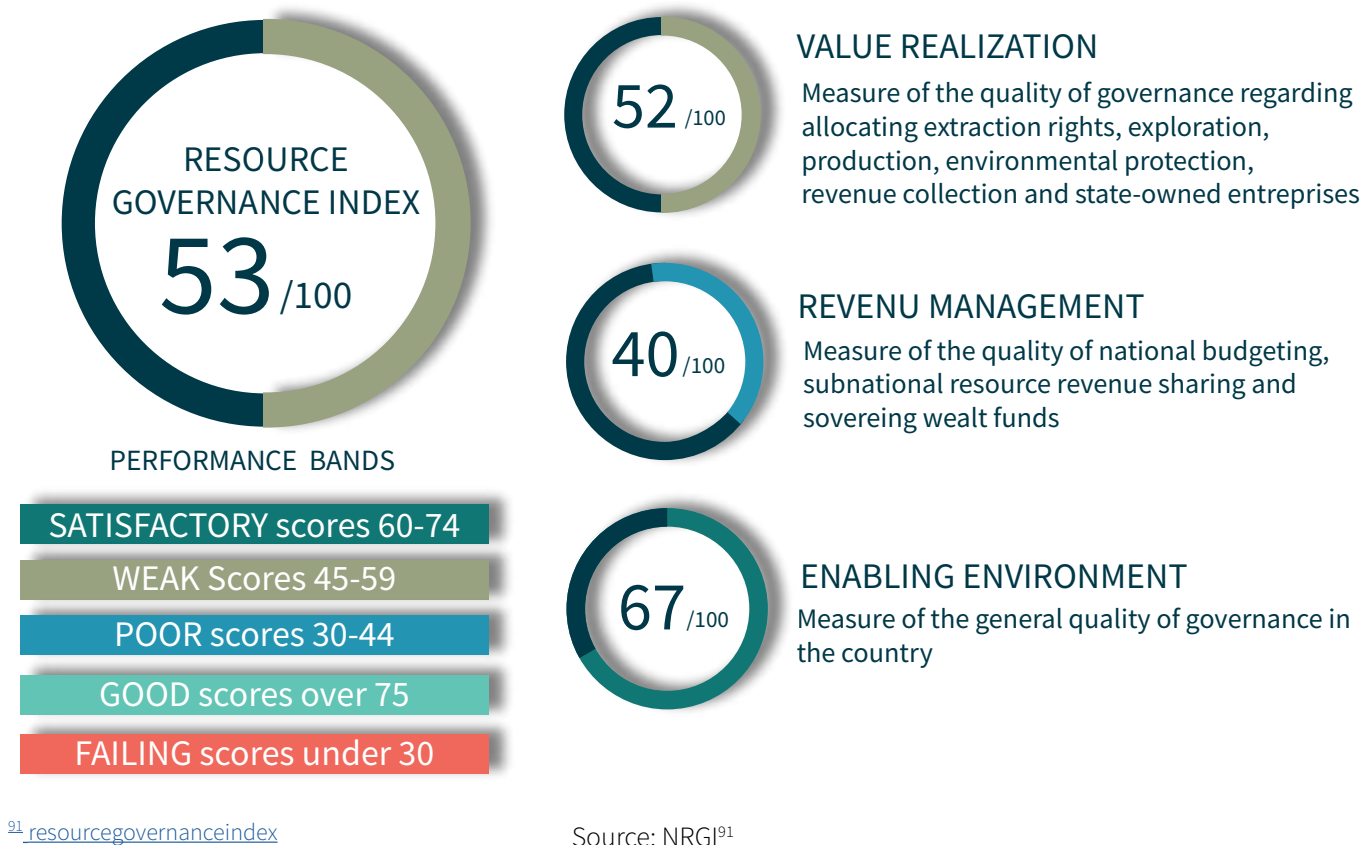 RESOURCE
GOVERNANCE INDEX
53 /100
PERFORMANCE BANDS
SATISFACTORY scores 60-74
WEAK Scores 45-59
POOR scores 30-44
GOOD scores over 75
FAILING scores under 30
52 /100
VALUE REALIZATION
Measure of the quality of governance regarding
allocating extraction rights, exploration,
production, environmental protection,
revenue collection and state-owned entreprises
40 /100
REVENU MANAGEMENT
Measure of the quality of national budgeting,
subnational resource revenue sharing and
sovereing wealt funds
67 /100
ENABLING ENVIRONMENT
Measure of the general quality of governance in
the country
91 resourcegovernanceindex
Source: NRGI91